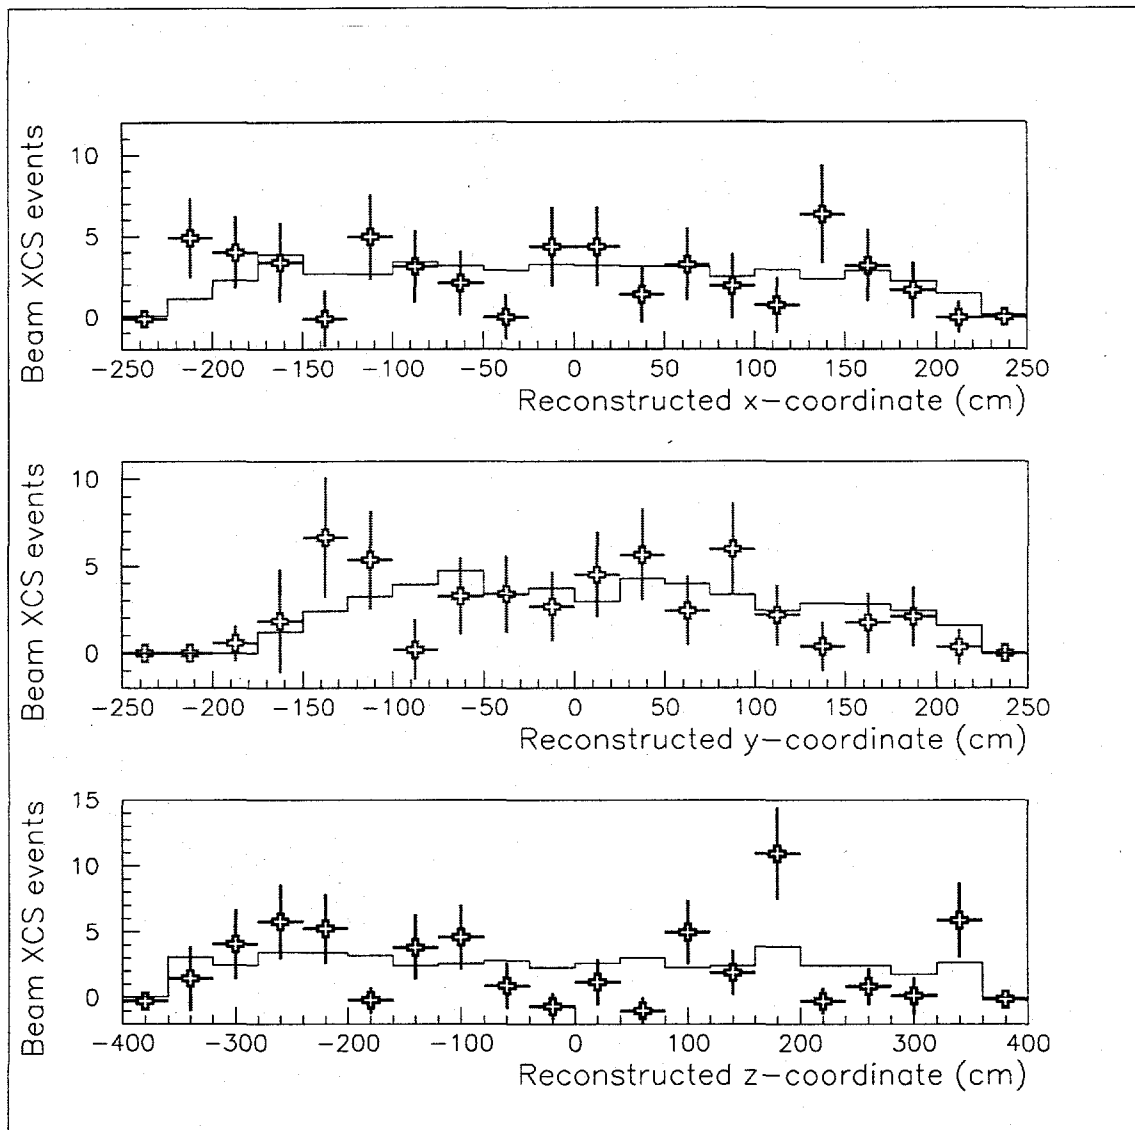 Beam XCS events
10
5
0
-250 -200 -150 -100 -50 0 50 100 150 200 250
Reconstructed x-coordinate (cm)
Beam XCS events
10
5
0
-250 -200 -150 -100 -50 0 50 100 150 200 250
Reconstructed y-coordinate (cm)
Beam XCS events
15
10
5
0
-400 -300 -200 -100 0 100 200 300 400
Reconstructed z-coordinate (cm)